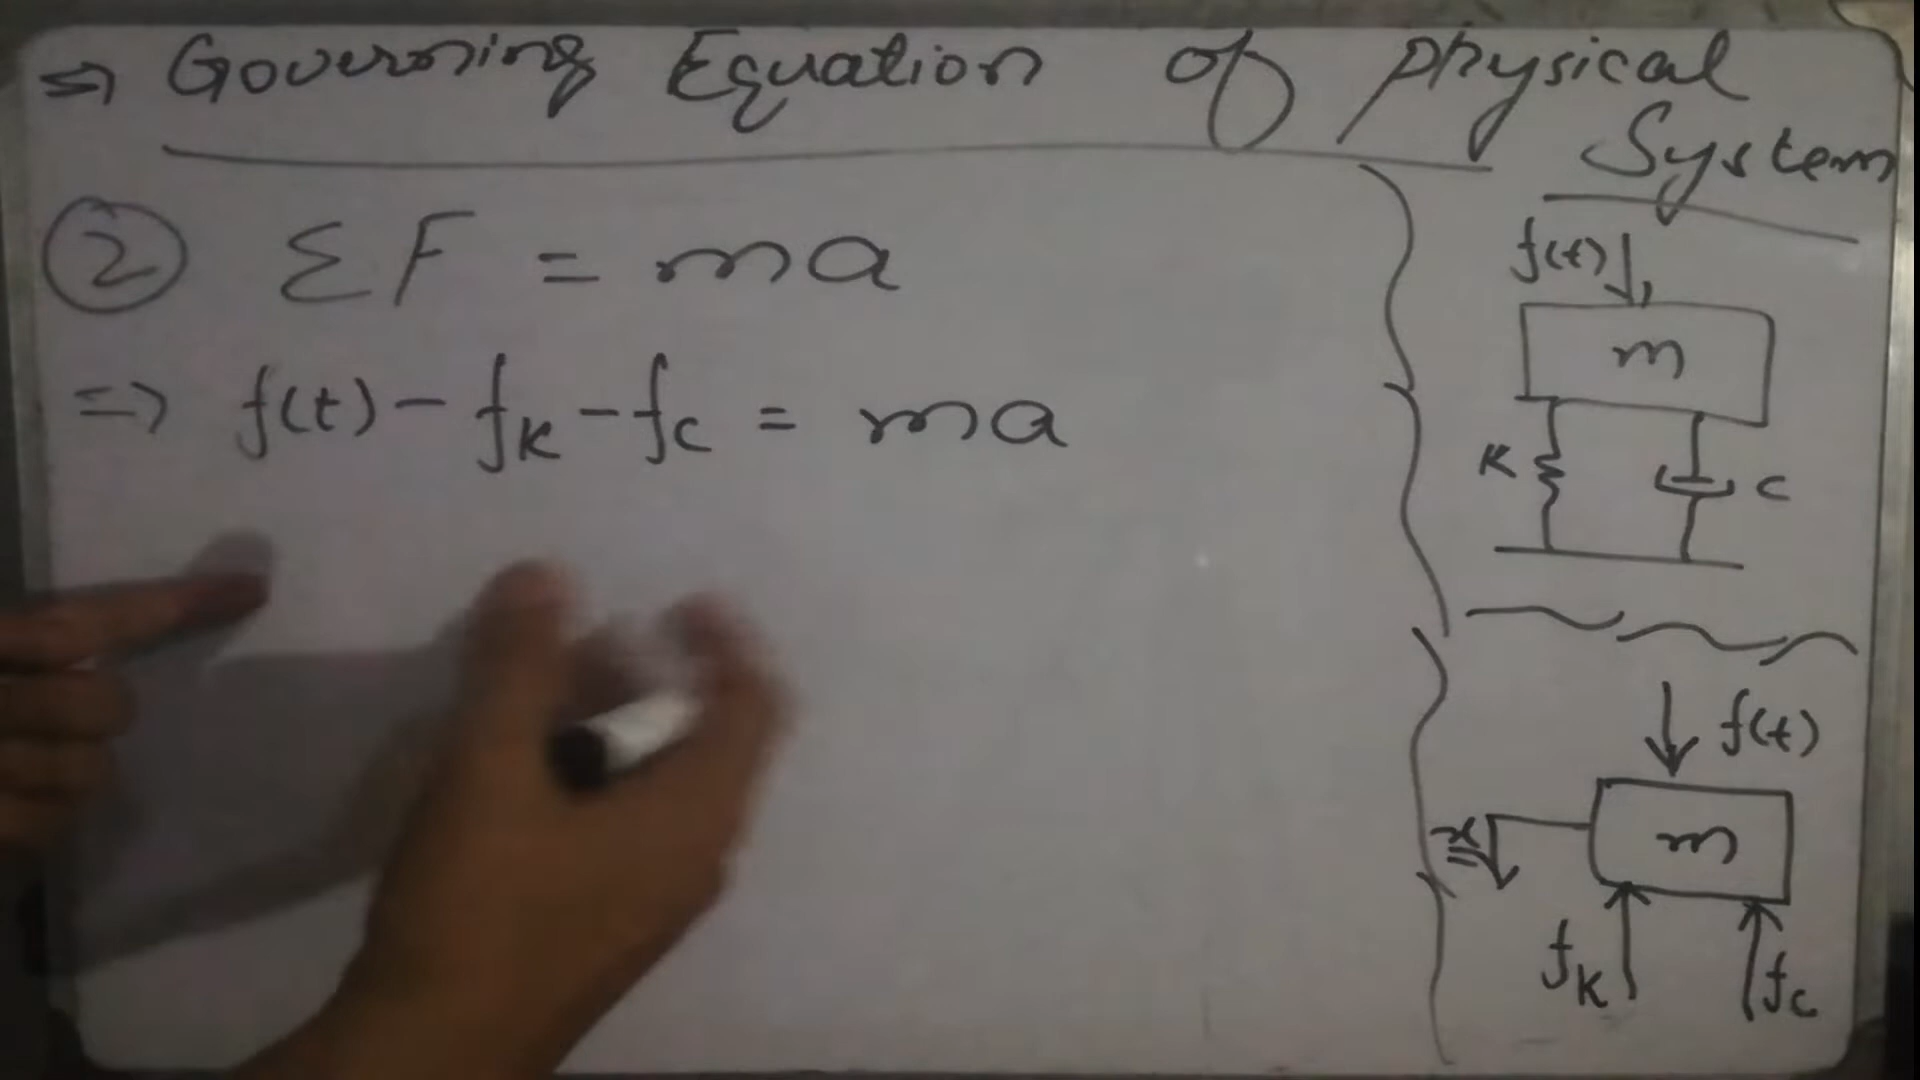 ⇒ Governing Equation of physical
System
② ΣF = ma
⇒ f(t) - fK - fC = ma
f(t)
m
K
C
f(t)
x
m
fK
fC